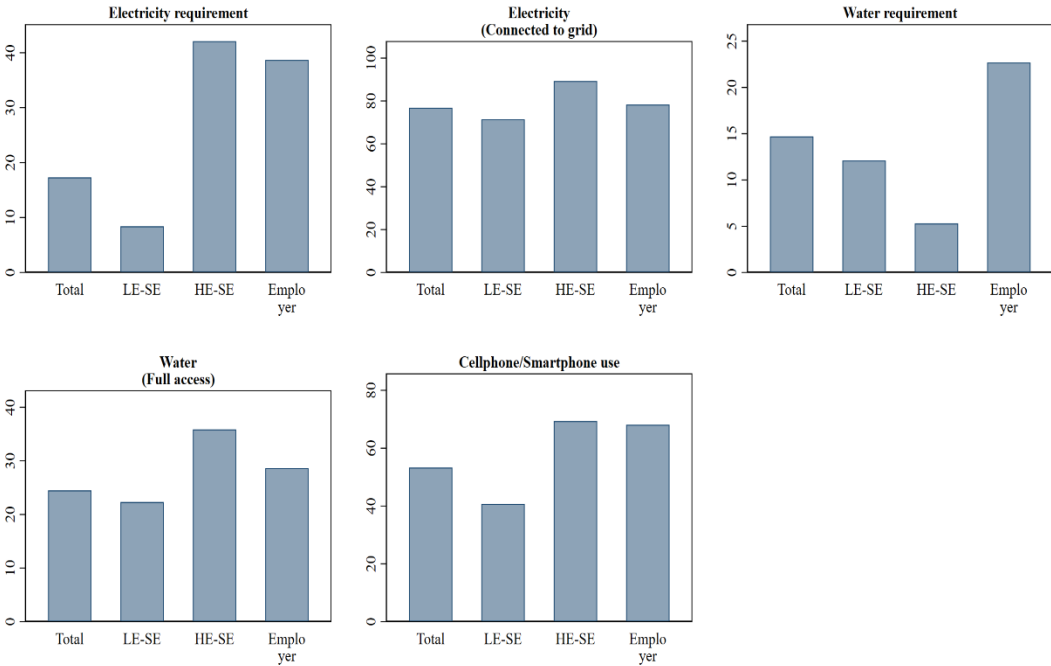 Electricity requirement
40
30
20
10
0
Total LE-SE HE-SE Emplo
yer
Electricity
(Connected to grid)
100
80
60
40
20
0
Total LE-SE HE-SE Emplo
yer
Water requirement
25
20
15
10
5
0
Total LE-SE HE-SE Emplo
yer
Water
(Full access)
40
30
20
10
0
Total LE-SE HE-SE Emplo
yer
Cellphone/Smartphone use
80
60
40
20
0
Total LE-SE HE-SE Emplo
yer